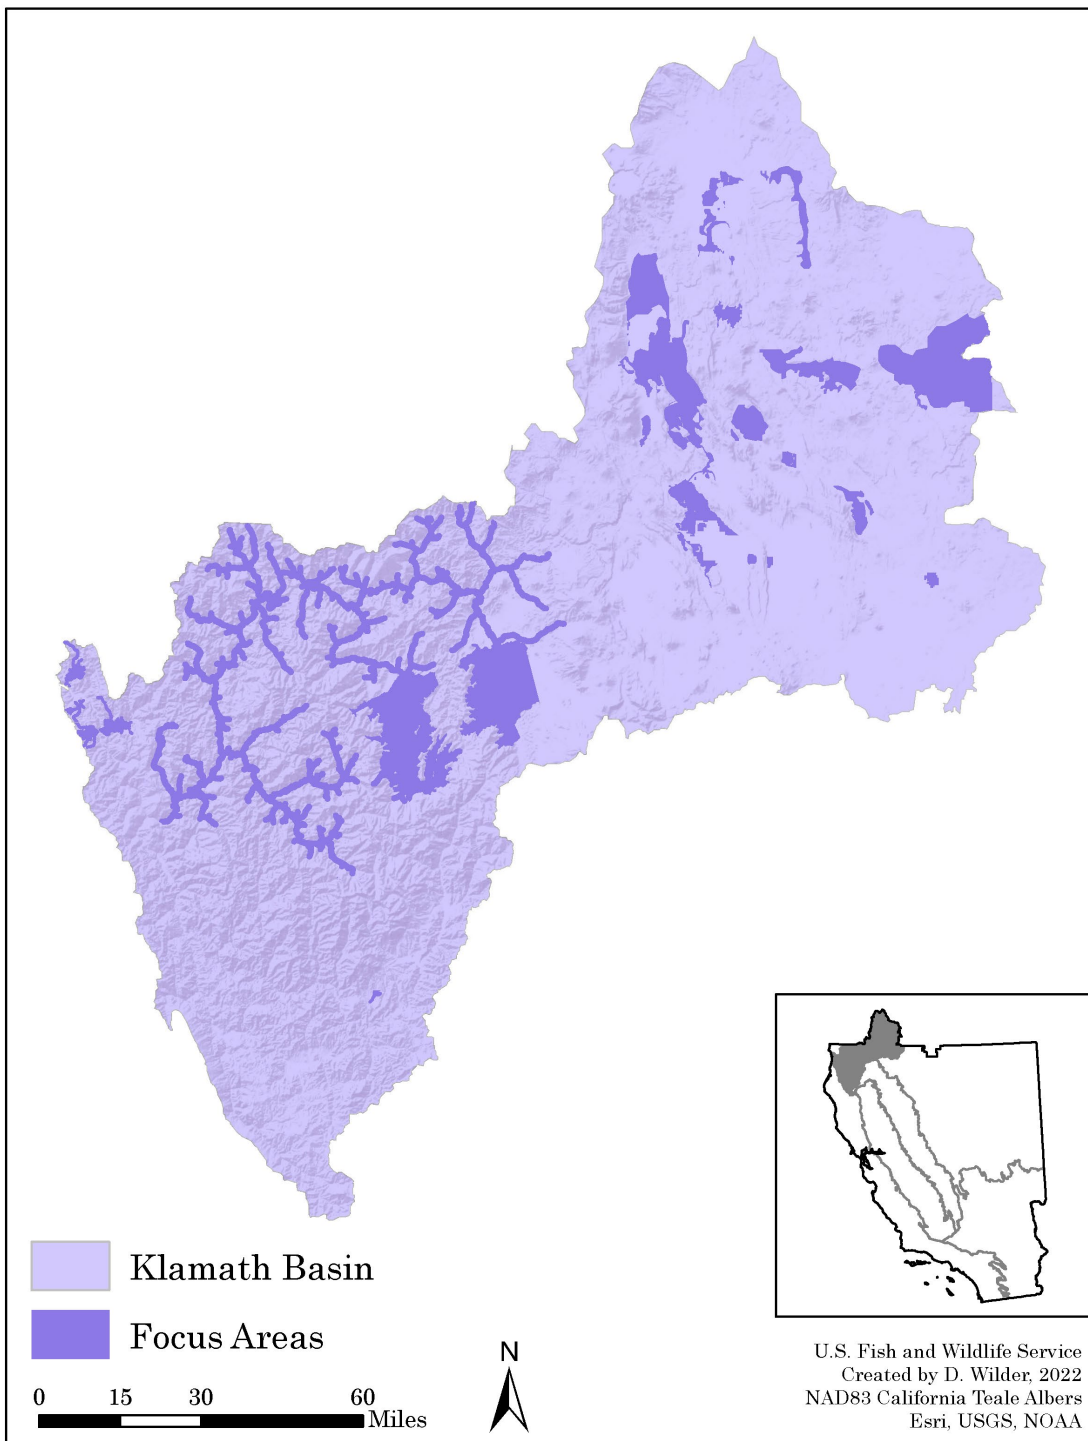 Klamath Basin
Focus Areas
0 15 30 60
Miles
N
U.S. Fish and Wildlife Service
Created by D. Wilder, 2022
NAD83 California Teale Albers
Esri, USGS, NOAA